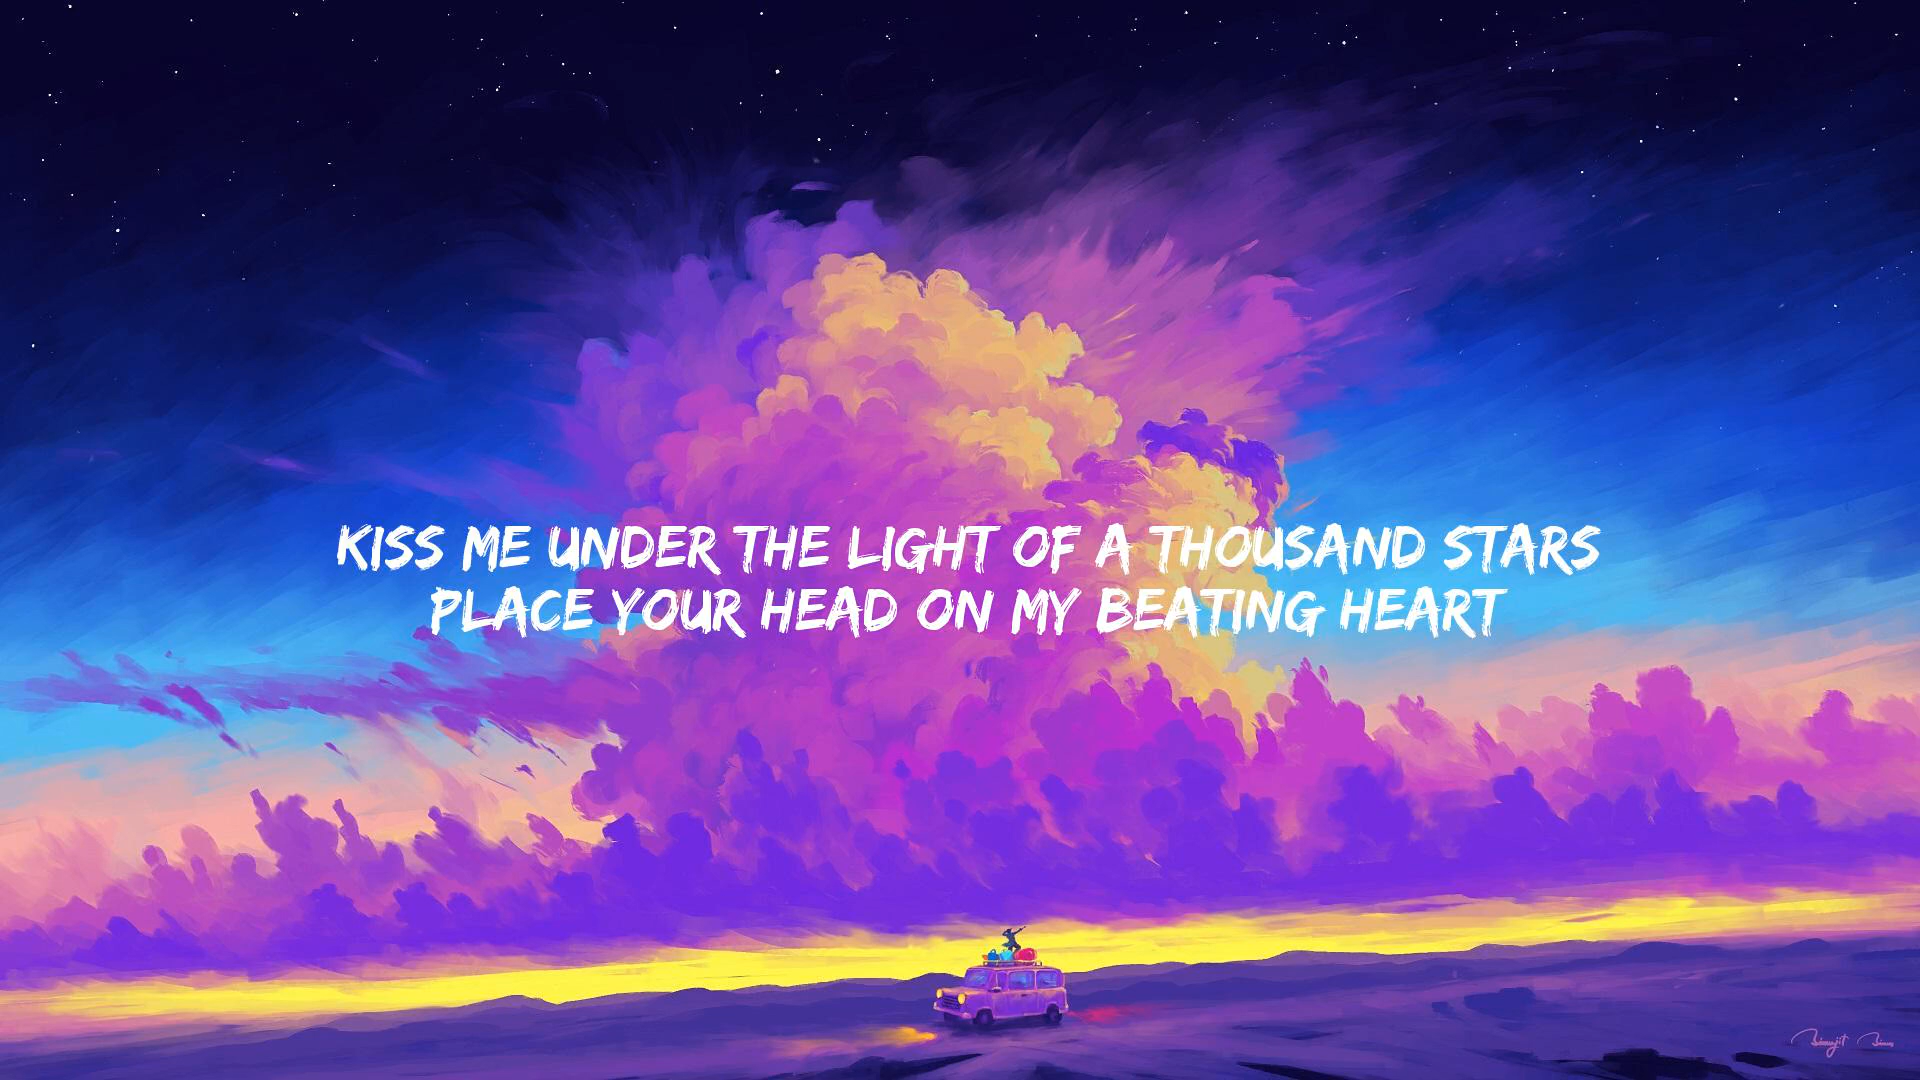 KISS ME UNDER THE LIGHT OF A THOUSAND STARS
PLACE YOUR HEAD ON MY BEATING HEART